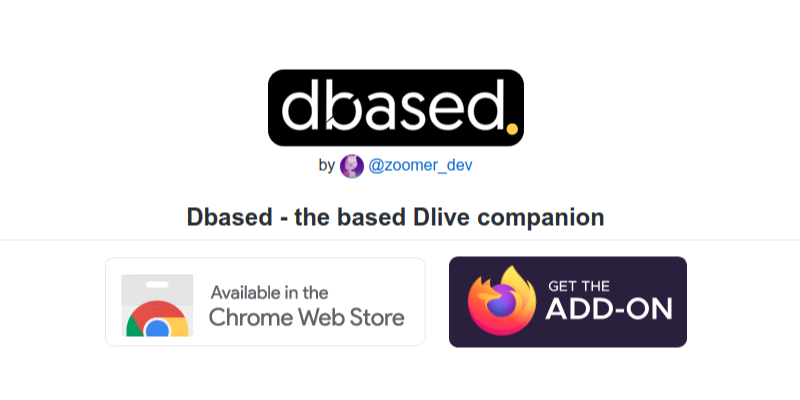 dbased.
by @zoomer_dev
Dbased - the based Dlive companion
Available in the
Chrome Web Store
GET THE
ADD-ON